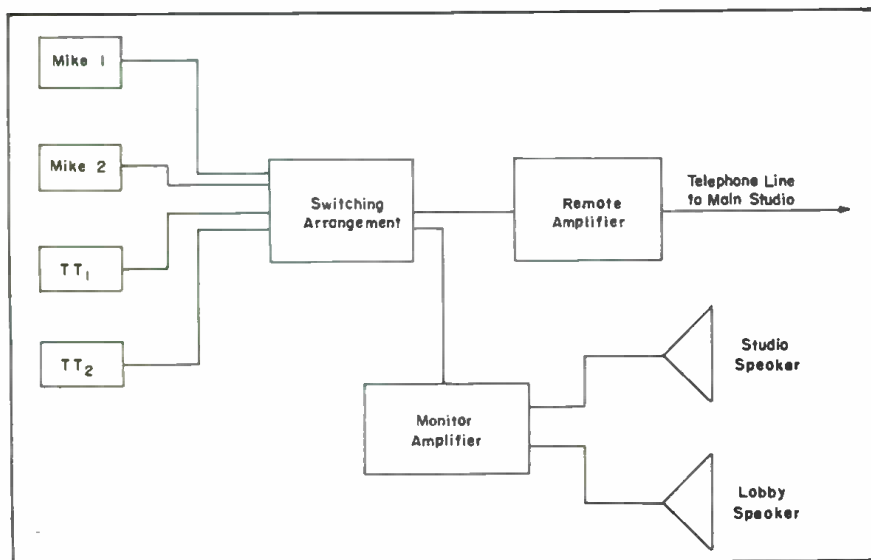 Mike 1
Mike 2
TT1
TT2
Switching
Arrangement
Remote
Amplifier
Telephone Line
to Main Studio
Monitor
Amplifier
Studio
Speaker
Lobby
Speaker